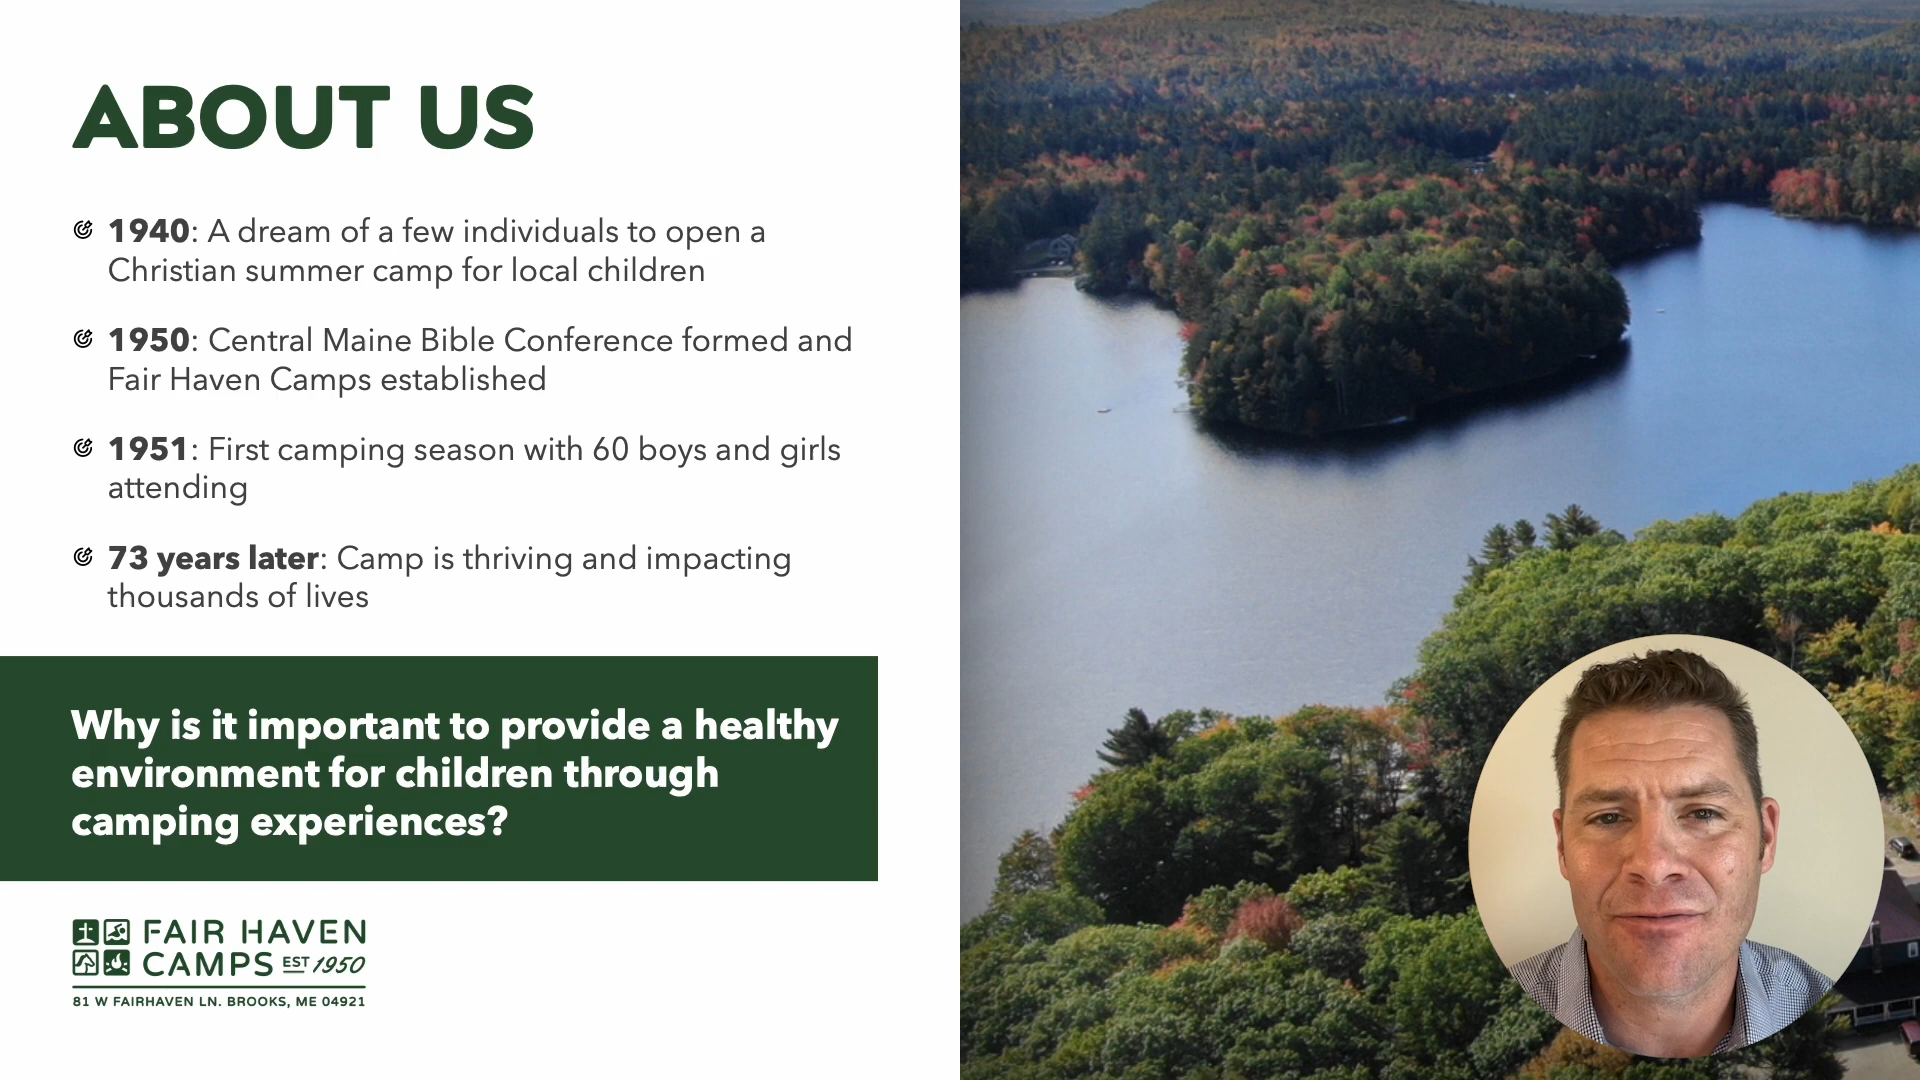 ABOUT US
1940: A dream of a few individuals to open a
Christian summer camp for local children
1950: Central Maine Bible Conference formed and
Fair Haven Camps established
1951: First camping season with 60 boys and girls
attending
73 years later: Camp is thriving and impacting
thousands of lives
Why is it important to provide a healthy
environment for children through
camping experiences?
FAIR HAVEN
CAMPS EST 1950
81 W FAIRHAVEN LN. BROOKS, ME 04921